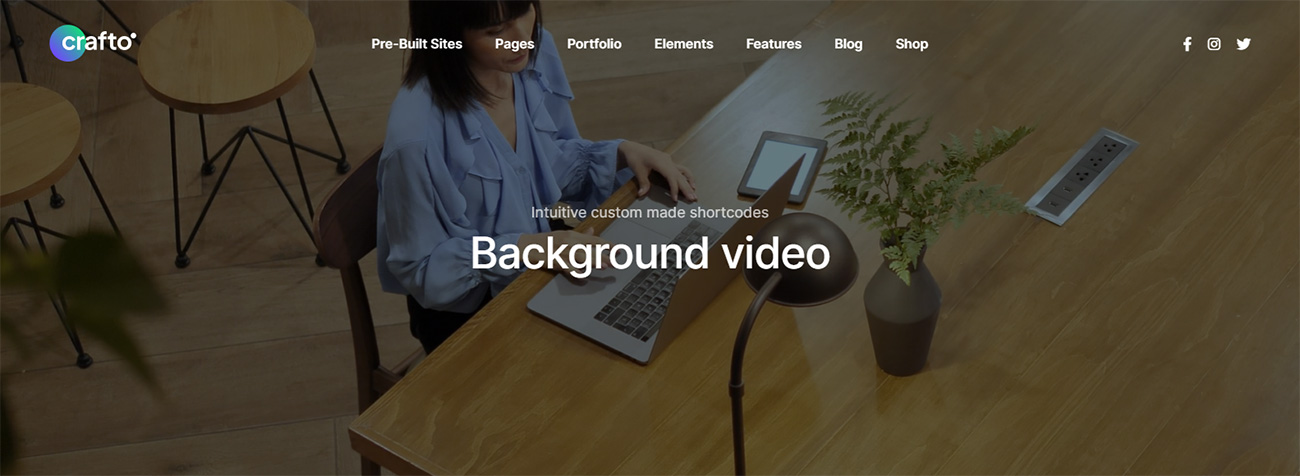 crafto
Pre-Built Sites Pages Portfolio Elements Features Blog Shop
Intuitive custom made shortcodes
Background video